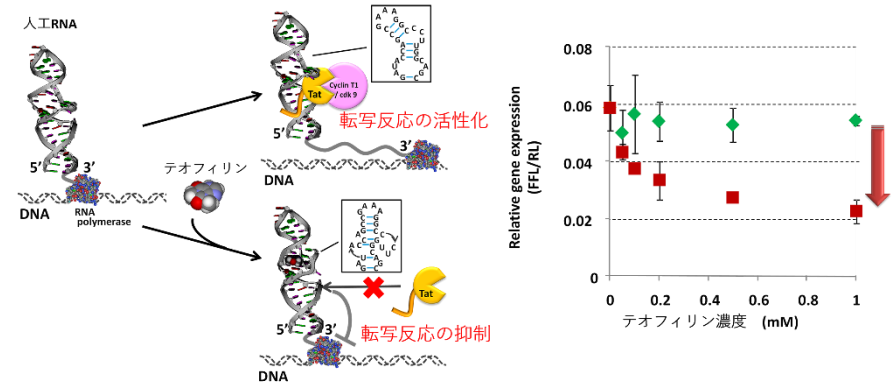 人工RNA
5’
3’
DNA
RNA
polymerase
テオフィリン
Tat
Cyclin T1
/ cdk 9
転写反応の活性化
5’
3’
DNA
Tat
転写反応の抑制
5’
3’
DNA
Relative gene expression
(FFL/RL)
0.08
0.06
0.04
0.02
0
0
0.2
0.4
0.6
0.8
1
テオフィリン濃度 (mM)